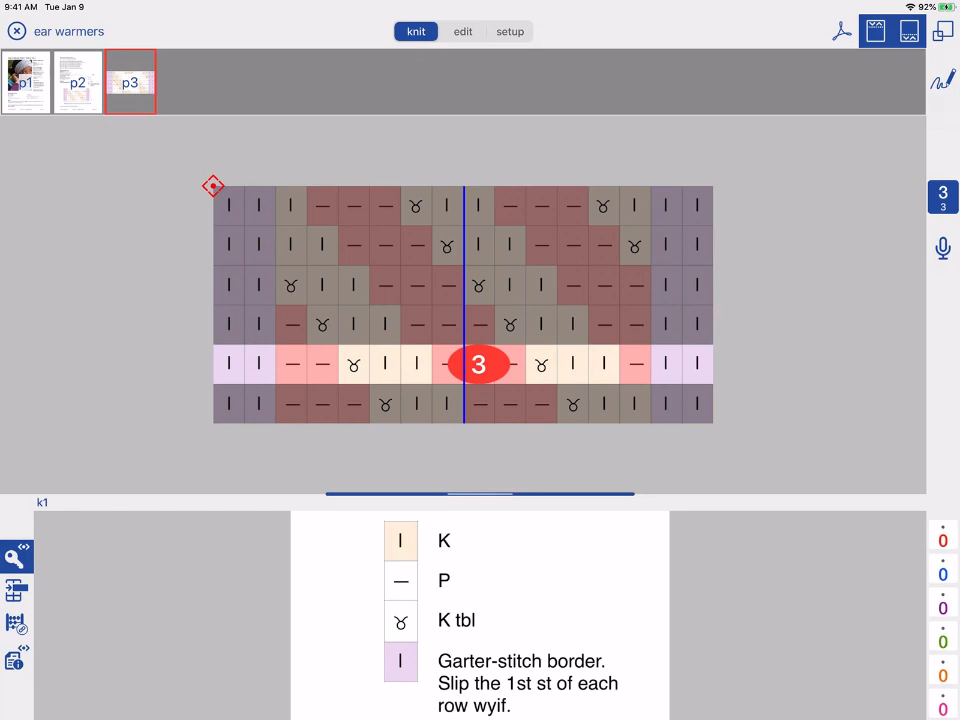 9:41 AM Tue Jan 9
92%
ear warmers
knit
edit
setup
p1
p2
p3
3
3
3
k1
K
P
K tbl
Garter-stitch border.
Slip the 1st st of each
row wyif.
0
0
0
0
0
0